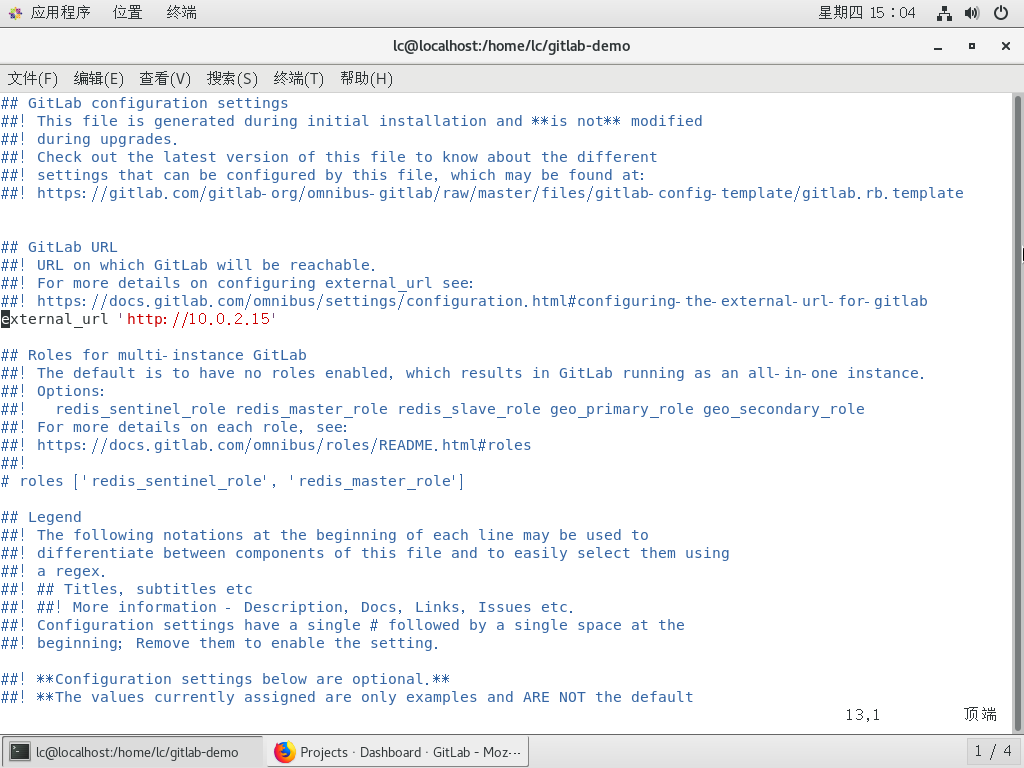 应用程序 位置 终端 星期四 15：04
lc@localhost:/home/lc/gitlab-demo
文件(F) 编辑(E) 查看(V) 搜索(S) 终端(T) 帮助(H)
## GitLab configuration settings
##! This file is generated during initial installation and **is not** modified
##! during upgrades.
##! Check out the latest version of this file to know about the different
##! settings that can be configured by this file, which may be found at:
##! https://gitlab.com/gitlab-org/omnibus-gitlab/raw/master/files/gitlab-config-template/gitlab.rb.template
## GitLab URL
##! URL on which GitLab will be reachable.
##! For more details on configuring external_url see:
##! https://docs.gitlab.com/omnibus/settings/configuration.html#configuring-the-external-url-for-gitlab
external_url 'http://10.0.2.15'
## Roles for multi-instance GitLab
##! The default is to have no roles enabled, which results in GitLab running as an all-in-one instance.
##! Options:
##!   redis_sentinel_role redis_master_role redis_slave_role geo_primary_role geo_secondary_role
##! For more details on each role, see:
##! https://docs.gitlab.com/omnibus/roles/README.html#roles
##!
# roles ['redis_sentinel_role', 'redis_master_role']
## Legend
##! The following notations at the beginning of each line may be used to
##! differentiate between components of this file and to easily select them using
##! a regex.
##! ## Titles, subtitles etc
##! ##! More information - Description, Docs, Links, Issues etc.
##! Configuration settings have a single # followed by a single space at the
##! beginning; Remove them to enable the setting.
##! **Configuration settings below are optional.**
##! **The values currently assigned are only examples and ARE NOT the default
13,1 顶端
lc@localhost:/home/lc/gitlab-demo Projects · Dashboard · GitLab - Moz··· 1 / 4